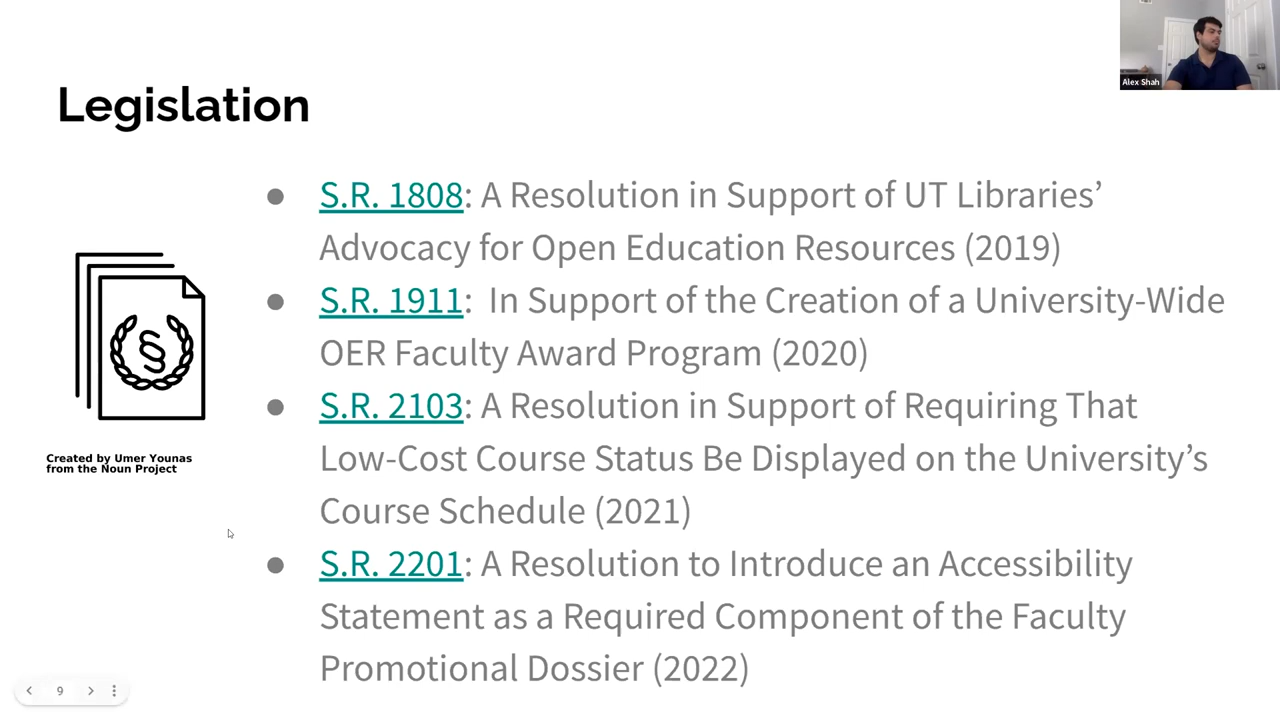 Alex Shah
Legislation
● S.R. 1808: A Resolution in Support of UT Libraries’
Advocacy for Open Education Resources (2019)
● S.R. 1911:  In Support of the Creation of a University-Wide
OER Faculty Award Program (2020)
● S.R. 2103: A Resolution in Support of Requiring That
Low-Cost Course Status Be Displayed on the University’s
Course Schedule (2021)
● S.R. 2201: A Resolution to Introduce an Accessibility
Statement as a Required Component of the Faculty
Promotional Dossier (2022)
Created by Umer Younas
from the Noun Project
9